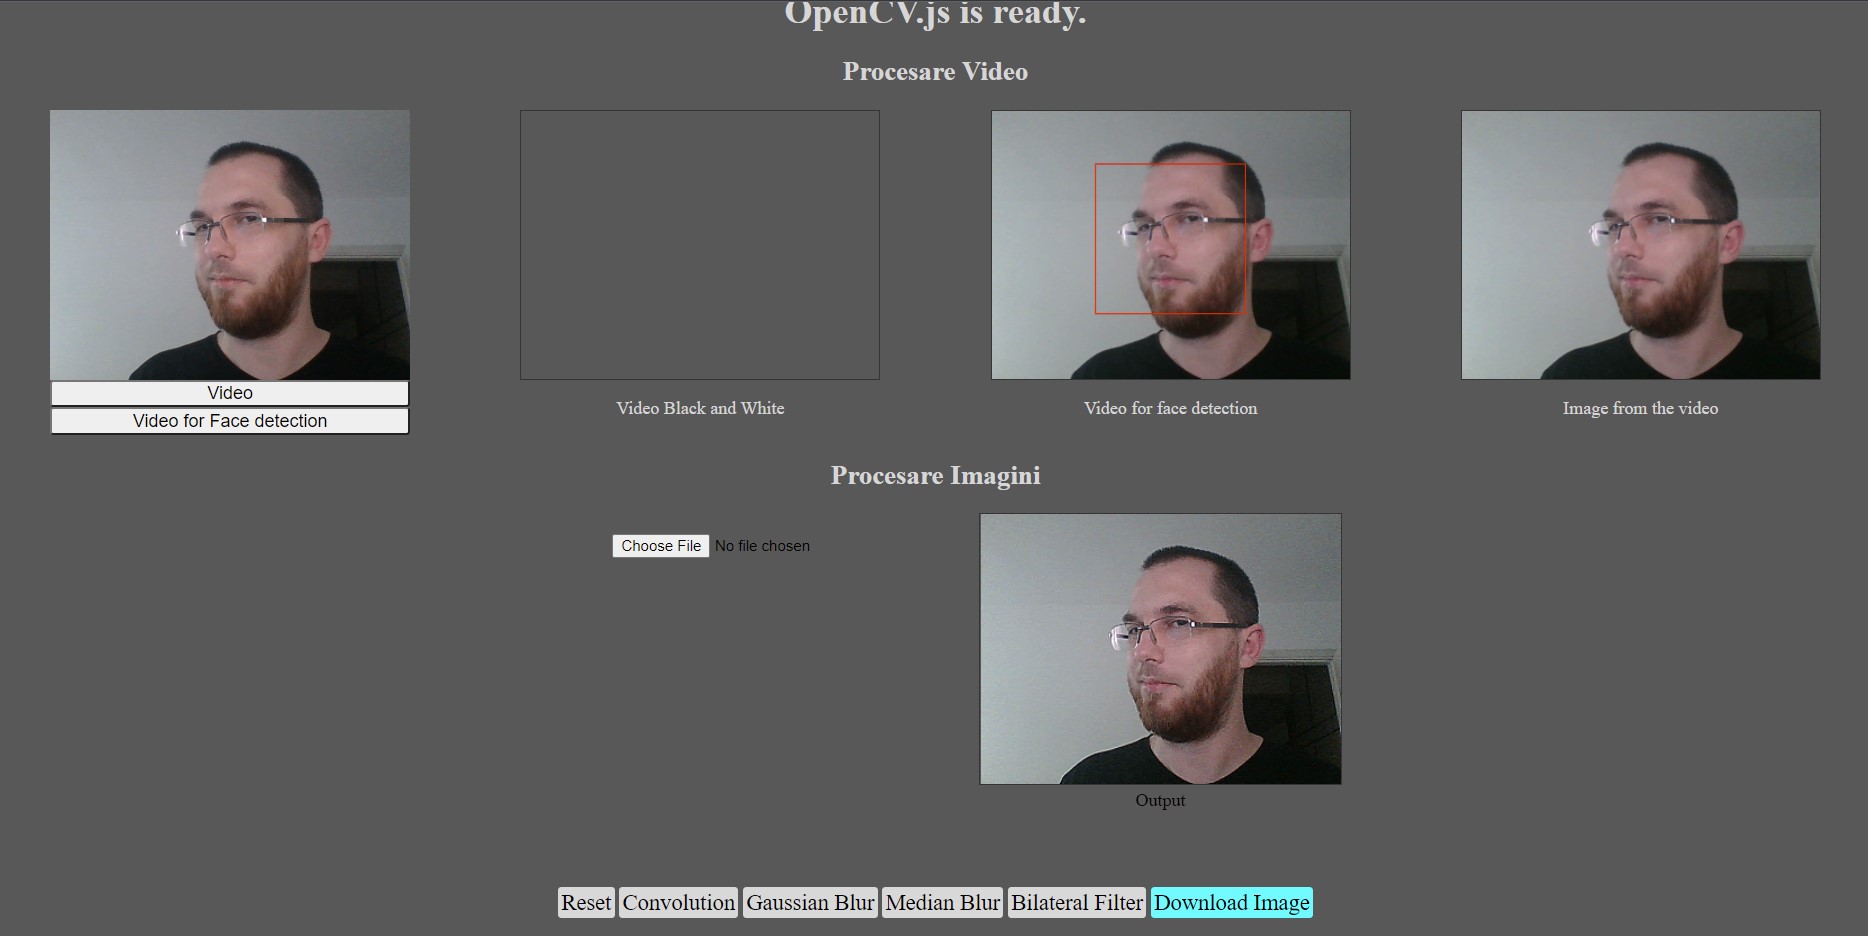 OpenCV.js is ready.
Procesare Video
Video
Video for Face detection
Video Black and White
Video for face detection
Image from the video
Procesare Imagini
Choose File No file chosen
Output
Reset Convolution Gaussian Blur Median Blur Bilateral Filter Download Image